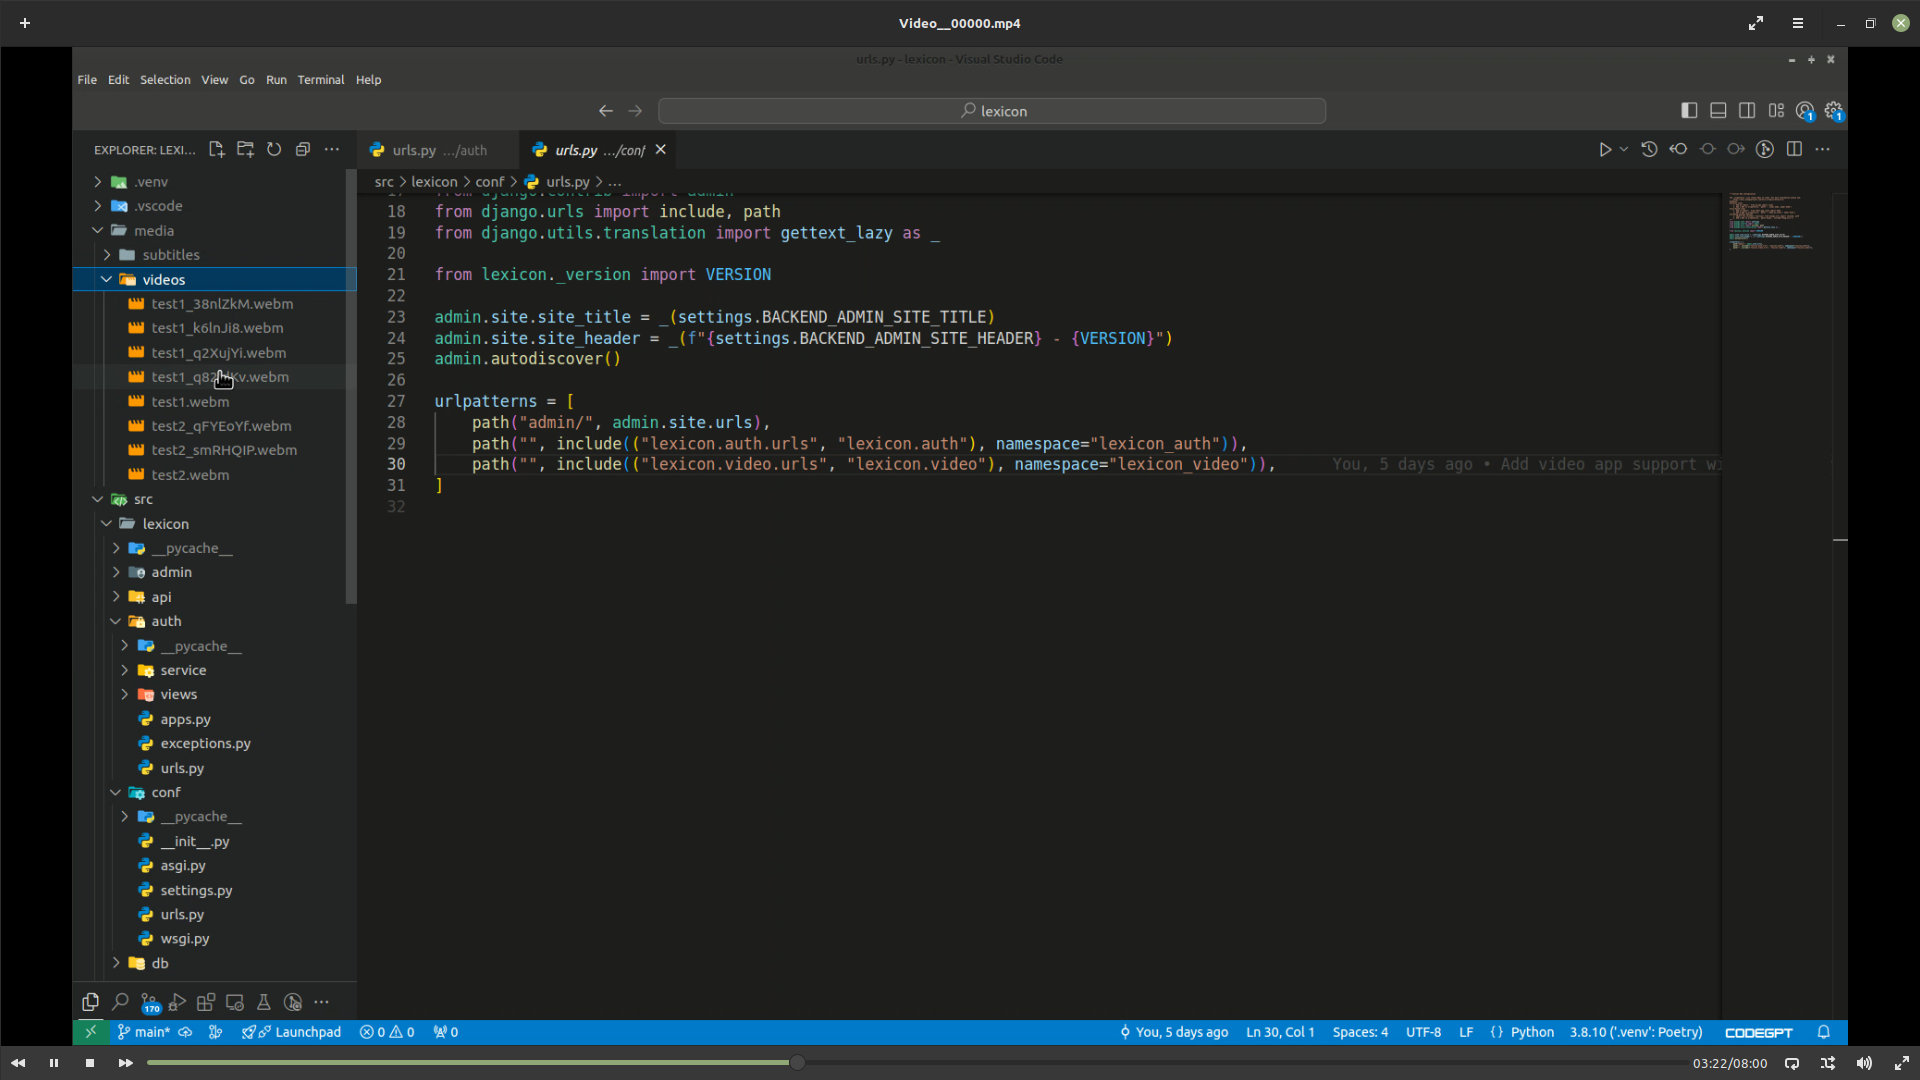 Video__00000.mp4
urls.py - lexicon - Visual Studio Code
File Edit Selection View Go Run Terminal Help
lexicon
1
1
EXPLORER: LEXI...
.venv
.vscode
media
subtitles
videos
test1_38nlZkM.webm
test1_k6lnJi8.webm
test1_q2XujYi.webm
test1.webm
test2_qFYEoYf.webm
test2_smRHQIP.webm
test2.webm
src
lexicon
__pycache__
admin
api
auth
__pycache__
service
views
apps.py
exceptions.py
urls.py
conf
__pycache__
__init__.py
asgi.py
settings.py
urls.py
wsgi.py
db
170
urls.py .../auth
urls.py .../conf
src > lexicon > conf > urls.py > ...
18 from django.urls import include, path
19 from django.utils.translation import gettext_lazy as _
20
21 from lexicon._version import VERSION
22
23 admin.site.site_title = _(settings.BACKEND_ADMIN_SITE_TITLE)
24 admin.site.site_header = _(f"{settings.BACKEND_ADMIN_SITE_HEADER} - {VERSION}")
25 admin.autodiscover()
26
27 urlpatterns = [
28 path("admin/", admin.site.urls),
29 path("", include(("lexicon.auth.urls", "lexicon.auth"), namespace="lexicon_auth")),
30 path("", include(("lexicon.video.urls", "lexicon.video"), namespace="lexicon_video")), You, 5 days ago • Add video app support wi
31 ]
32
main* Launchpad 0 0 0 You, 5 days ago Ln 30, Col 1 Spaces: 4 UTF-8 LF {} Python 3.8.10 ('.venv': Poetry) CODEGPT
03:22/08:00